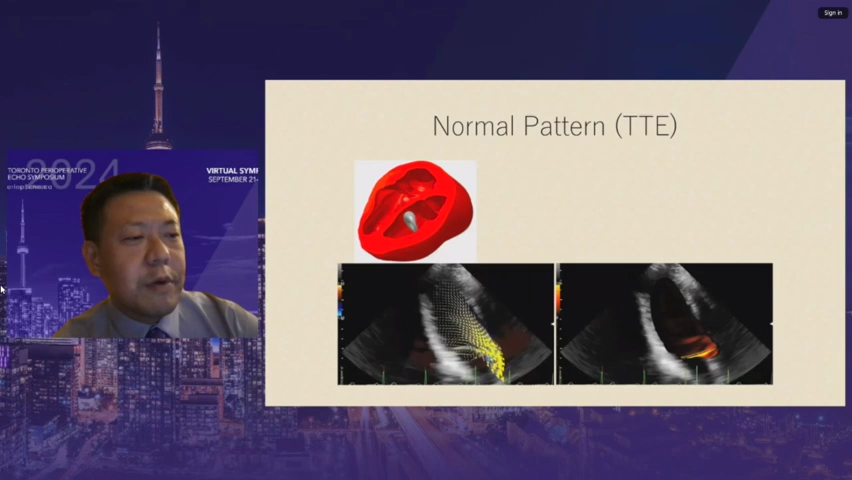 Sign in
Normal Pattern (TTE)
2024
TORONTO PERIOPERATIVE
ECHO SYMPOSIUM
VIRTUAL SYMP
SEPTEMBER 21-